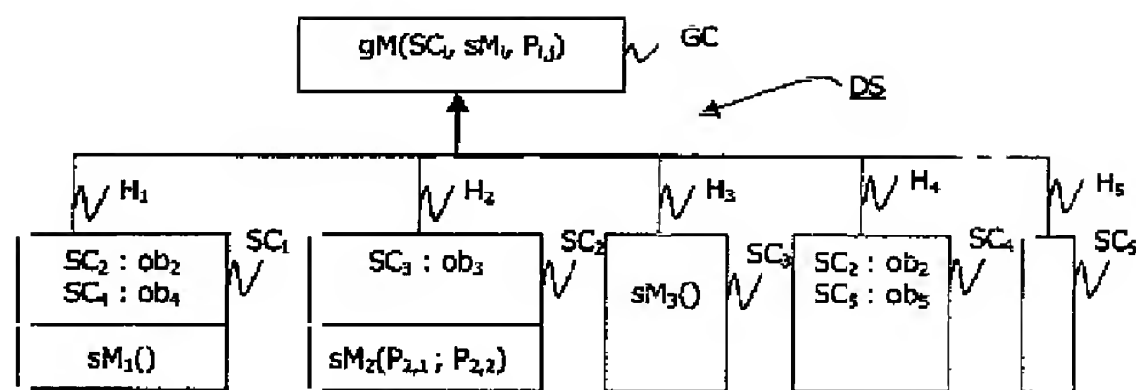 gM(SCᵢ, sMᵢ, Pᵢ,ⱼ)
GC
DS
H₁
H₂
H₃
H₄
H₅
SC₂ : ob₂
SC₄ : ob₄
sM₁()
SC₁
SC₃ : ob₃
sM₂(P₂,₁ ; P₂,₂)
SC₂
sM₃()
SC₃
SC₂ : ob₂
SC₅ : ob₅
SC₄
SC₅